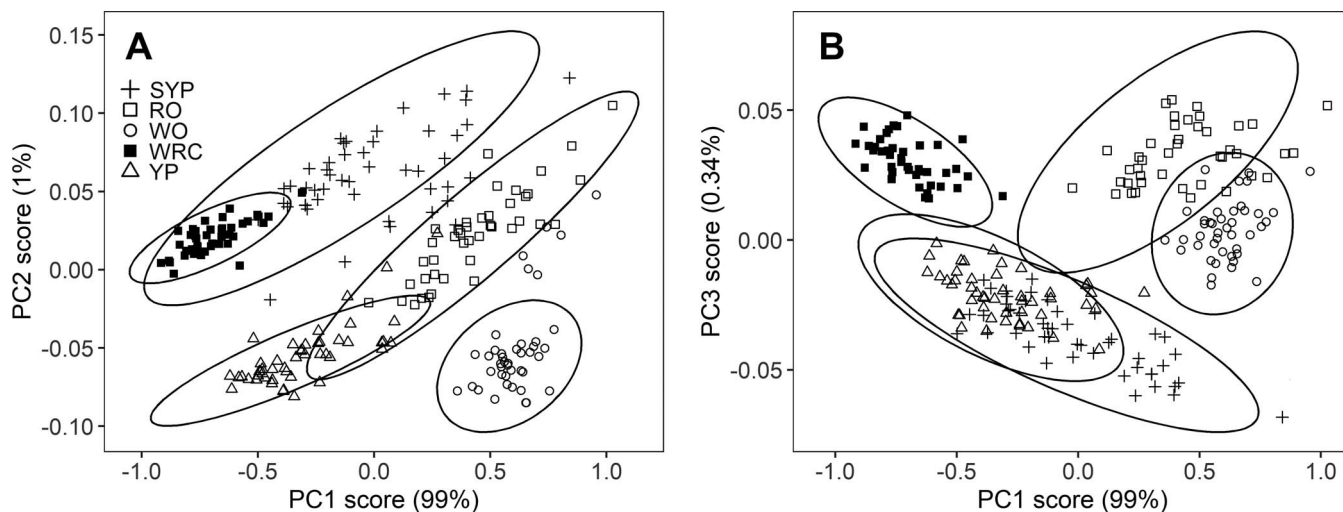 A
SYP
RO
WO
WRC
YP
0.15
0.10
0.05
0.00
-0.05
-0.10
PC2 score (1%)
-1.0 -0.5 0.0 0.5 1.0
PC1 score (99%)
B
0.05
0.00
-0.05
PC3 score (0.34%)
-1.0 -0.5 0.0 0.5 1.0
PC1 score (99%)